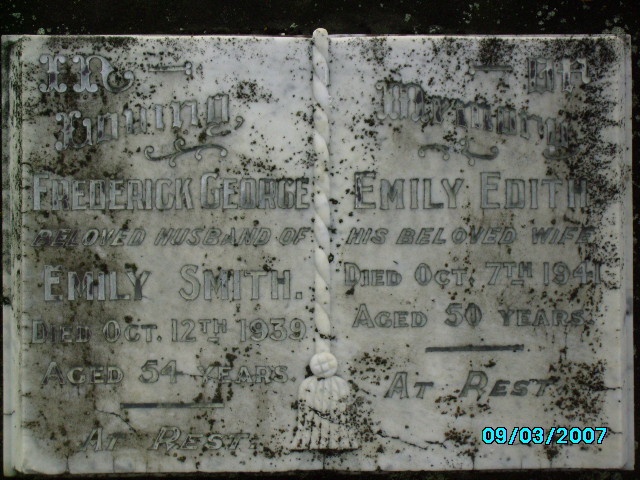 In
Loving
Frederick George
Beloved Husband of
Emily Smith.
Died Oct. 12th 1939
Aged 54 years.
At Rest
Memory
Emily Edith
His Beloved Wife
Died Oct. 7th 1941
Aged 50 years.
At Rest
09/03/2007